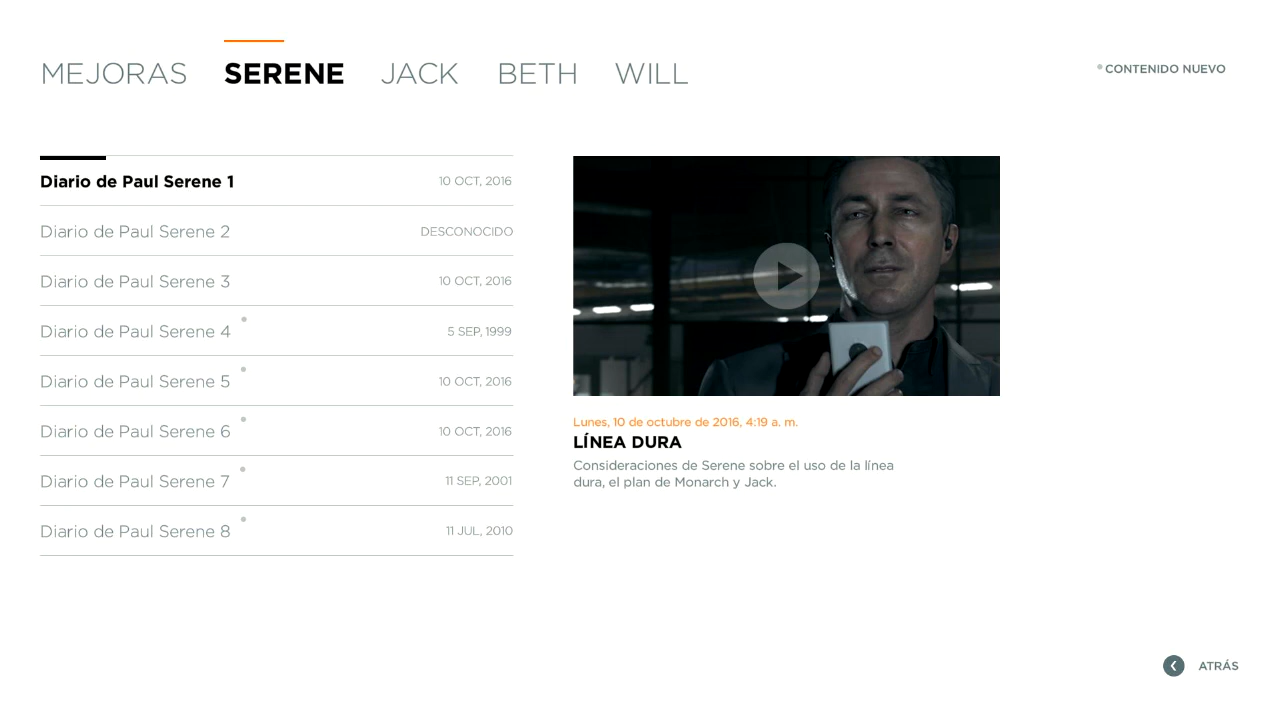 MEJORAS SERENE JACK BETH WILL
CONTENIDO NUEVO
Diario de Paul Serene 1 10 OCT, 2016
Diario de Paul Serene 2 DESCONOCIDO
Diario de Paul Serene 3 10 OCT, 2016
Diario de Paul Serene 4 5 SEP, 1999
Diario de Paul Serene 5 10 OCT, 2016
Diario de Paul Serene 6 10 OCT, 2016
Diario de Paul Serene 7 11 SEP, 2001
Diario de Paul Serene 8 11 JUL, 2010
Lunes, 10 de octubre de 2016, 4:19 a. m.
LÍNEA DURA
Consideraciones de Serene sobre el uso de la línea
dura, el plan de Monarch y Jack.
ATRÁS